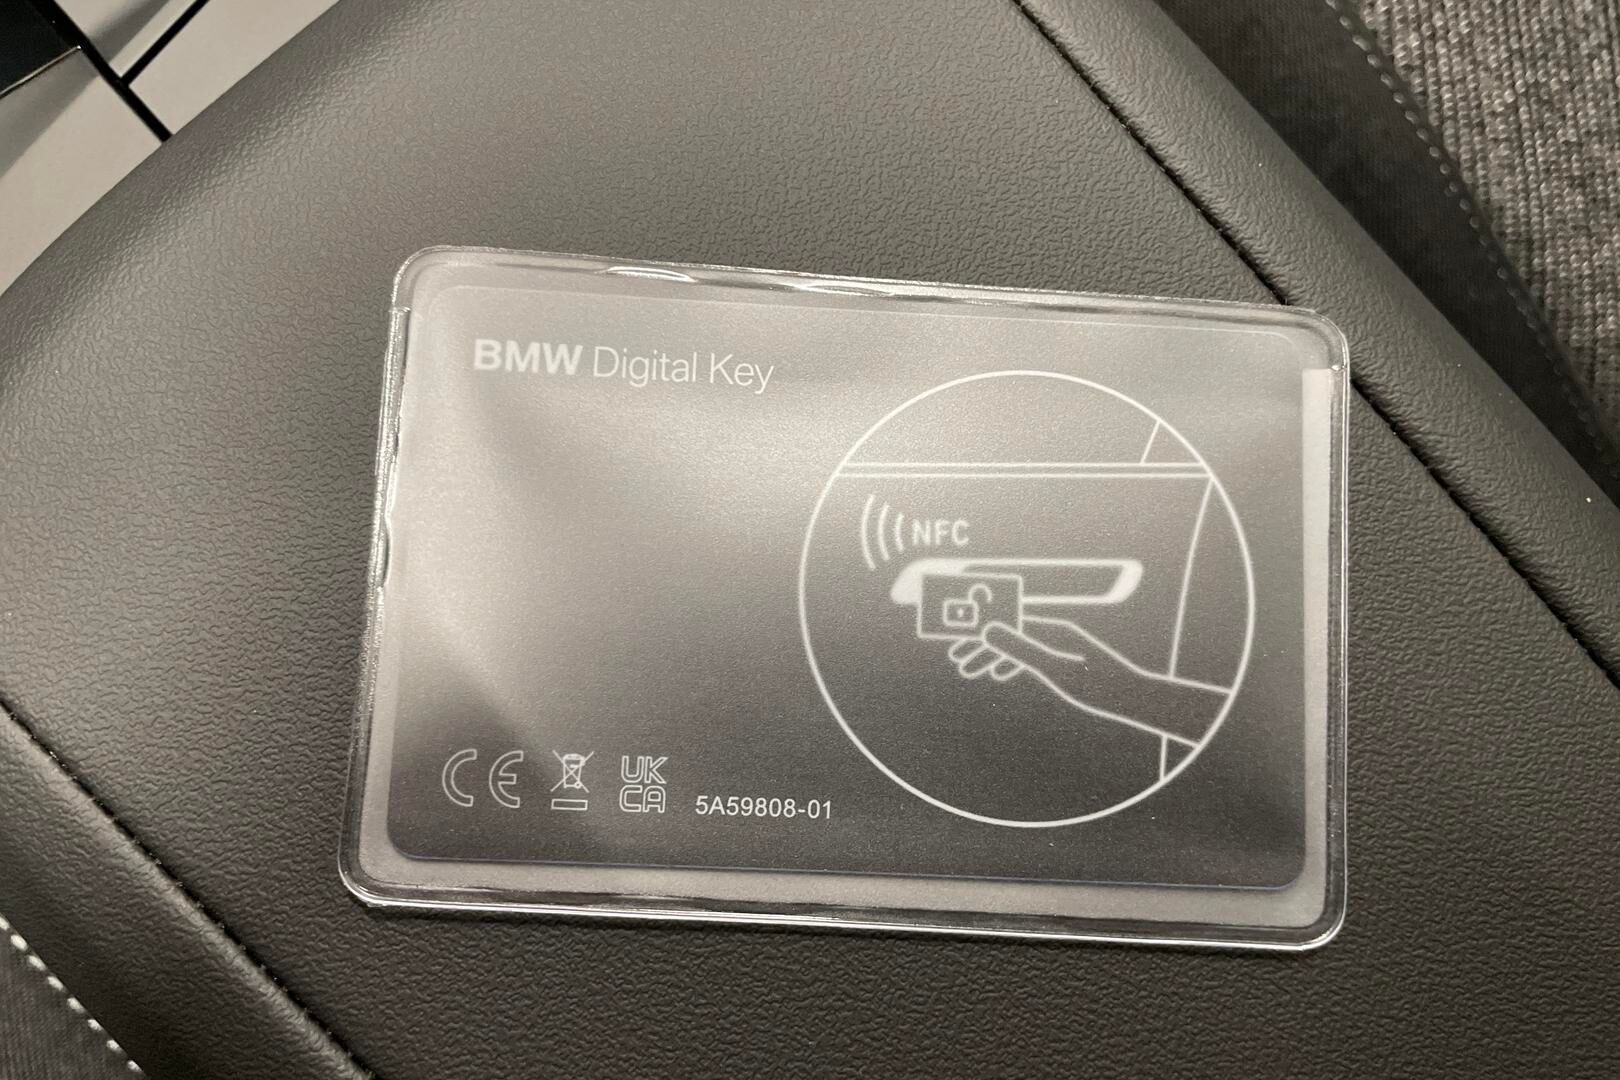 BMW Digital Key
NFC
CE
UK
CA
5A59808-01